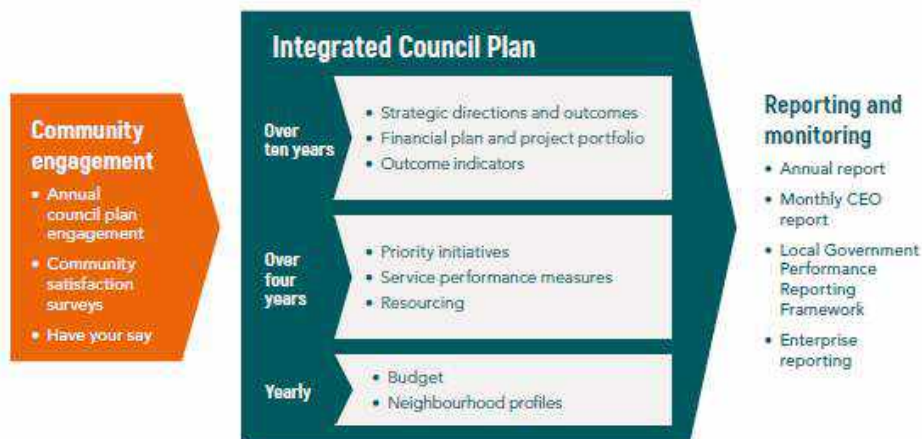 Community
engagement
• Annual
council plan
engagement
• Community
satisfaction
surveys
• Have your say
Integrated Council Plan
Over
ten years
• Strategic directions and outcomes
• Financial plan and project portfolio
• Outcome indicators
Over
four
years
• Priority initiatives
• Service performance measures
• Resourcing
Yearly
• Budget
• Neighbourhood profiles
Reporting and
monitoring
• Annual report
• Monthly CEO
report
• Local Government
Performance
Reporting
Framework
• Enterprise
reporting